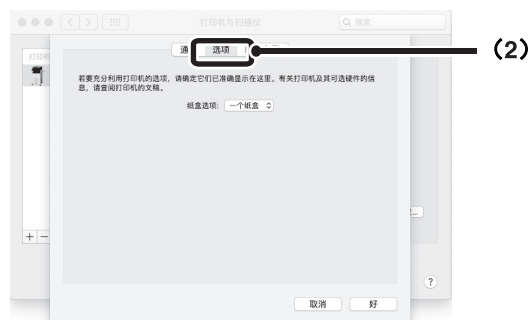 打印机与扫描仪
搜索
打印机
通
选项
(2)
若要充分利用打印机的选项，请确定它们已准确显示在这里。有关打印机及其可选硬件的信
息，请查阅打印机的文稿。
纸盒选项: 一个纸盒
+ −
?
取消 好